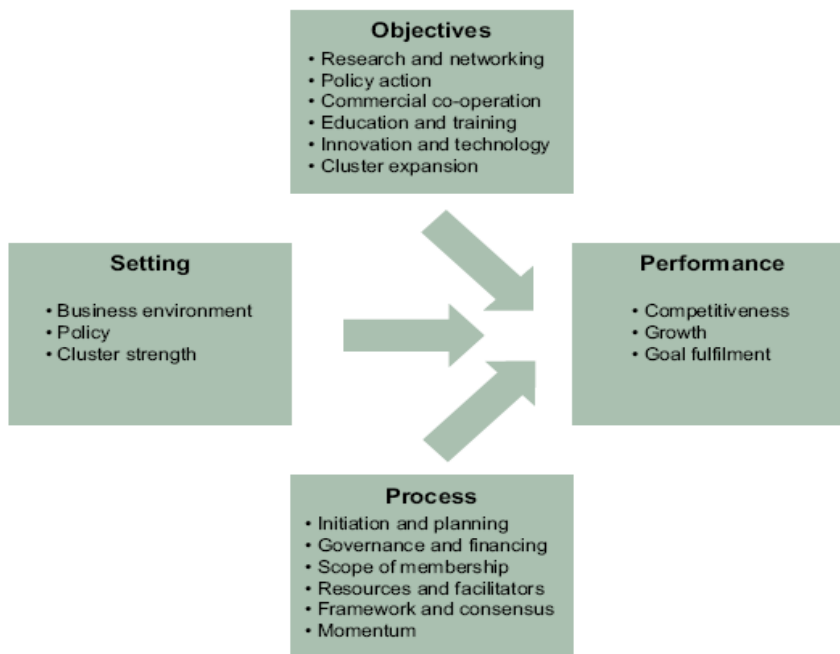 Objectives
• Research and networking
• Policy action
• Commercial co-operation
• Education and training
• Innovation and technology
• Cluster expansion
Setting
• Business environment
• Policy
• Cluster strength
Performance
• Competitiveness
• Growth
• Goal fulfilment
Process
• Initiation and planning
• Governance and financing
• Scope of membership
• Resources and facilitators
• Framework and consensus
• Momentum